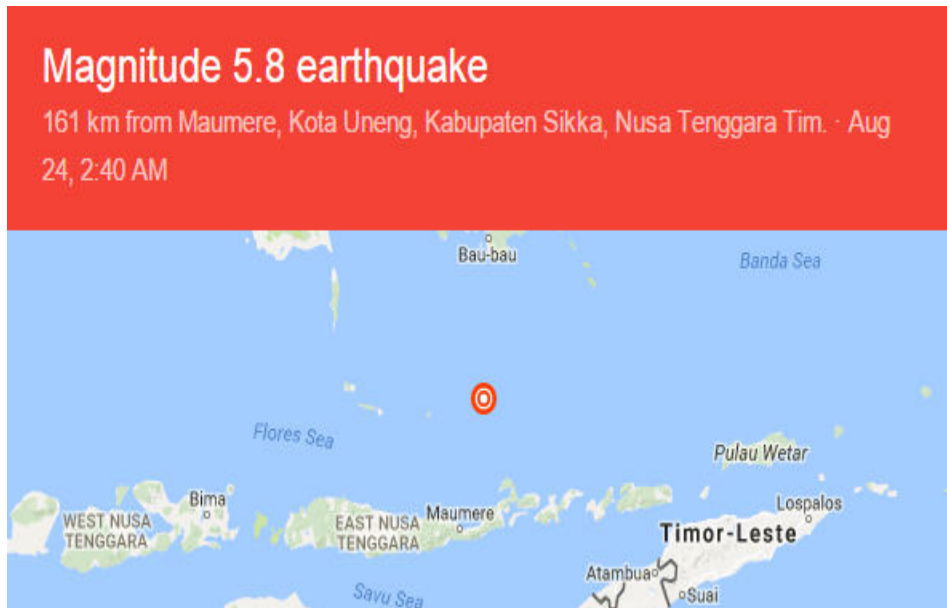 Magnitude 5.8 earthquake
161 km from Maumere, Kota Uneng, Kabupaten Sikka, Nusa Tenggara Tim. · Aug
24, 2:40 AM
Bau-bau
Banda Sea
Flores Sea
Pulau Wetar
Bima
WEST NUSA
TENGGARA
EAST NUSA
TENGGARA
Maumere
Lospalos
Timor-Leste
Atambua
Suai
Savu Sea